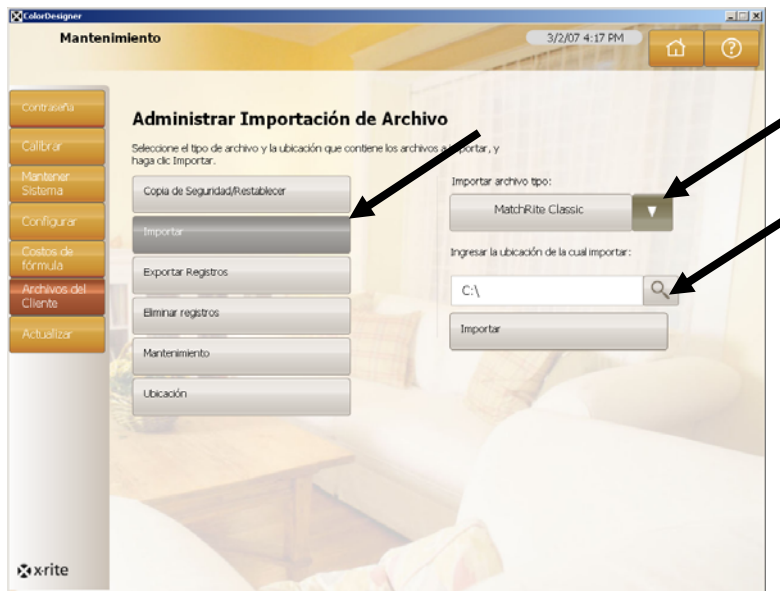 ColorDesigner
Mantenimiento
3/2/07 4:17 PM
Contraseña
Calibrar
Mantener
Sistema
Configurar
Costos de
fórmula
Archivos del
Cliente
Actualizar
Administrar Importación de Archivo
Seleccione el tipo de archivo y la ubicación que contiene los archivos a importar, y
haga clic Importar.
Copia de Seguridad/Restablecer
Importar
Exportar Registros
Eliminar registros
Mantenimiento
Ubicación
Importar archivo tipo:
MatchRite Classic
Ingresar la ubicación de la cual importar:
C:\
Importar
x·rite